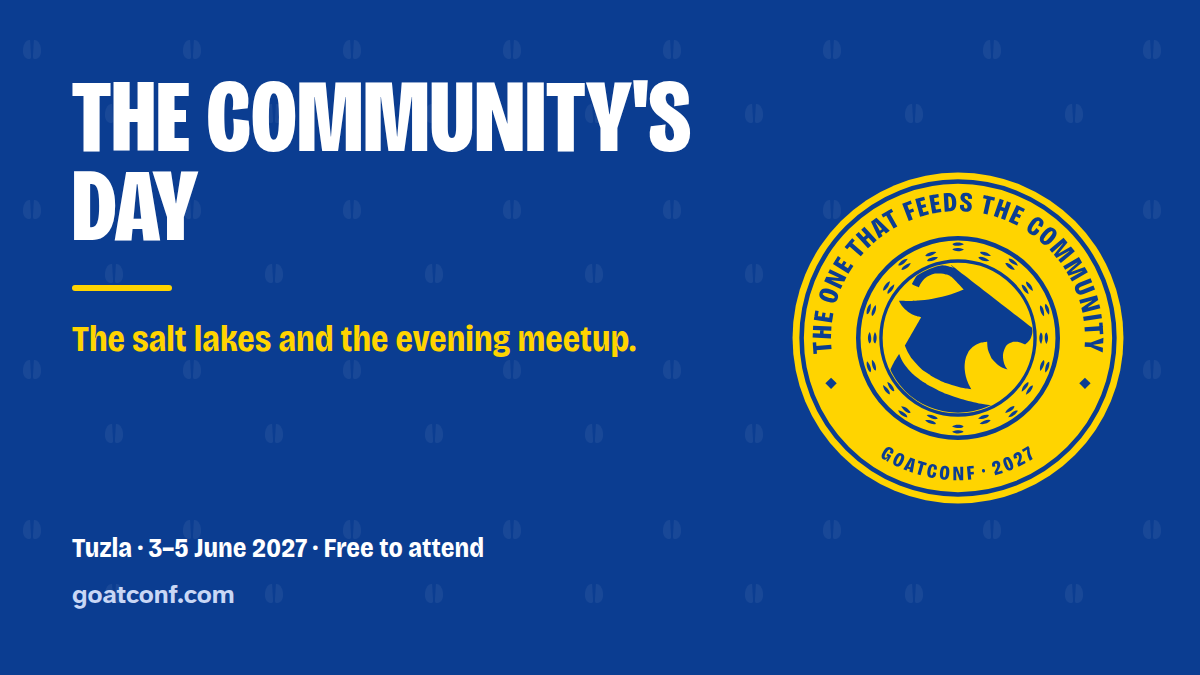 THE COMMUNITY'S
DAY
The salt lakes and the evening meetup.
THE ONE THAT FEEDS THE COMMUNITY
GOATCONF · 2027
Tuzla · 3–5 June 2027 · Free to attend
goatconf.com